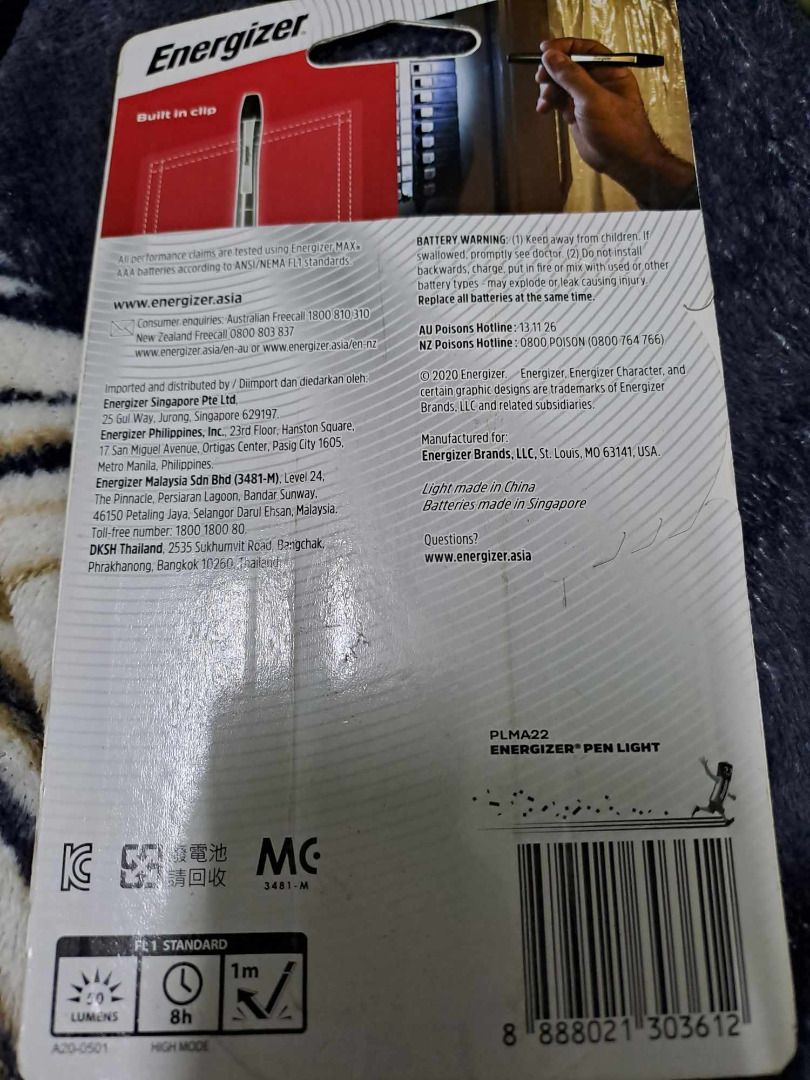 Energizer
Built in clip
Energizer
All performance claims are tested using Energizer MAX®
AAA batteries according to ANSI/NEMA FL1 standards.
www.energizer.asia
Consumer enquiries: Australian Freecall 1800 810 310
New Zealand Freecall 0800 803 837
www.energizer.asia/en-au or www.energizer.asia/en-nz
Imported and distributed by / Diimport dan diedarkan oleh:
Energizer Singapore Pte Ltd,
25 Gul Way, Jurong, Singapore 629197.
Energizer Philippines, Inc., 23rd Floor, Hanston Square,
17 San Miguel Avenue, Ortigas Center, Pasig City 1605,
Metro Manila, Philippines.
Energizer Malaysia Sdn Bhd (3481-M), Level 24,
The Pinnacle, Persiaran Lagoon, Bandar Sunway,
46150 Petaling Jaya, Selangor Darul Ehsan, Malaysia.
Toll-free number: 1800 1800 80
DKSH Thailand, 2535 Sukhumvit Road, Bangchak,
Phrakhanong, Bangkok 10260, Thailand
BATTERY WARNING: (1) Keep away from children. If
swallowed, promptly see doctor. (2) Do not install
backwards, charge, put in fire or mix with used or other
battery types - may explode or leak causing injury.
Replace all batteries at the same time.
AU Poisons Hotline: 13 11 26
NZ Poisons Hotline: 0800 POISON (0800 764 766)
© 2020 Energizer. Energizer, Energizer Character, and
certain graphic designs are trademarks of Energizer
Brands, LLC and related subsidiaries.
Manufactured for:
Energizer Brands, LLC, St. Louis, MO 63141, USA.
Light made in China
Batteries made in Singapore
Questions?
www.energizer.asia
PLMA22
ENERGIZER® PEN LIGHT
廢電池
請回收
MC
3481-M
FL1 STANDARD
LUMENS
8h
1m
A20-0501
HIGH MODE
8 888021 303612